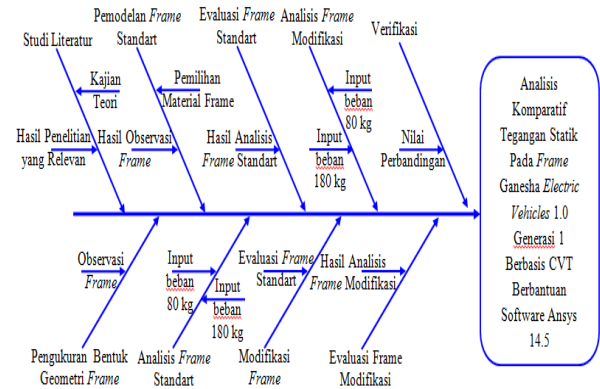 Studi Literatur
Pemodelan Frame
Standart
Evaluasi Frame
Standart
Analisis Frame
Modifikasi
Verifikasi
Kajian
Teori
Hasil Penelitian
yang Relevan
Pemilihan
Material Frame
Hasil Observasi
Frame
Hasil Analisis
Frame Standart
Input
beban
80 kg
Input
beban
180 kg
Nilai
Perbandingan
Analisis
Komparatif
Tegangan Statik
Pada Frame
Ganesha Electric
Vehicles 1.0
Generasi 1
Berbasis CVT
Berbantuan
Software Ansys
14.5
Observasi
Frame
Input
beban
80 kg
Input
beban
180 kg
Evaluasi Frame
Standart
Hasil Analisis
Frame Modifikasi
Pengukuran Bentuk
Geometri Frame
Analisis Frame
Standart
Modifikasi
Frame
Evaluasi Frame
Modifikasi